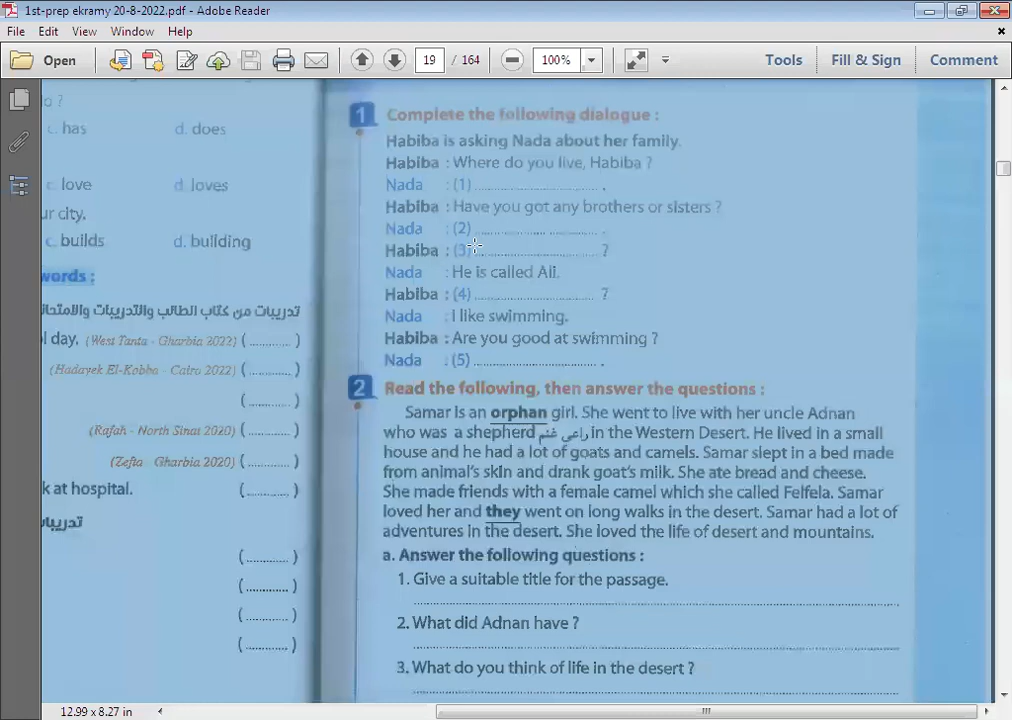 1st-prep ekramy 20-8-2022.pdf - Adobe Reader
File Edit View Window Help
Open 19 / 164 100% Tools Fill & Sign Comment
o ?
c. has d. does
c. love d. loves
ur city.
c. builds d. building
words :
تدريبات من كتاب الطالب والتدريبات والامتحا
ol day. (West Tanta - Gharbia 2022) (............)
(Hadayek El-Kobba - Cairo 2022) (............)
(............)
(Rafah - North Sinai 2020) (............)
(Zefta - Gharbia 2020) (............)
k at hospital. (............)
تدريبات
(............)
(............)
(............)
(............)
1 Complete the following dialogue :
Habiba is asking Nada about her family.
Habiba : Where do you live, Habiba ?
Nada : (1) ................................ .
Habiba : Have you got any brothers or sisters ?
Nada : (2) ................................ .
Habiba : (3) ................................ ?
Nada : He is called Ali.
Habiba : (4) ................................ ?
Nada : I like swimming.
Habiba : Are you good at swimming ?
Nada : (5) ................................ .
2 Read the following, then answer the questions :
Samar is an orphan girl. She went to live with her uncle Adnan
who was a shepherd راعى غنم in the Western Desert. He lived in a small
house and he had a lot of goats and camels. Samar slept in a bed made
from animal's skin and drank goat's milk. She ate bread and cheese.
She made friends with a female camel which she called Felfela. Samar
loved her and they went on long walks in the desert. Samar had a lot of
adventures in the desert. She loved the life of desert and mountains.
a. Answer the following questions :
1. Give a suitable title for the passage.
2. What did Adnan have ?
3. What do you think of life in the desert ?
12.99 x 8.27 in